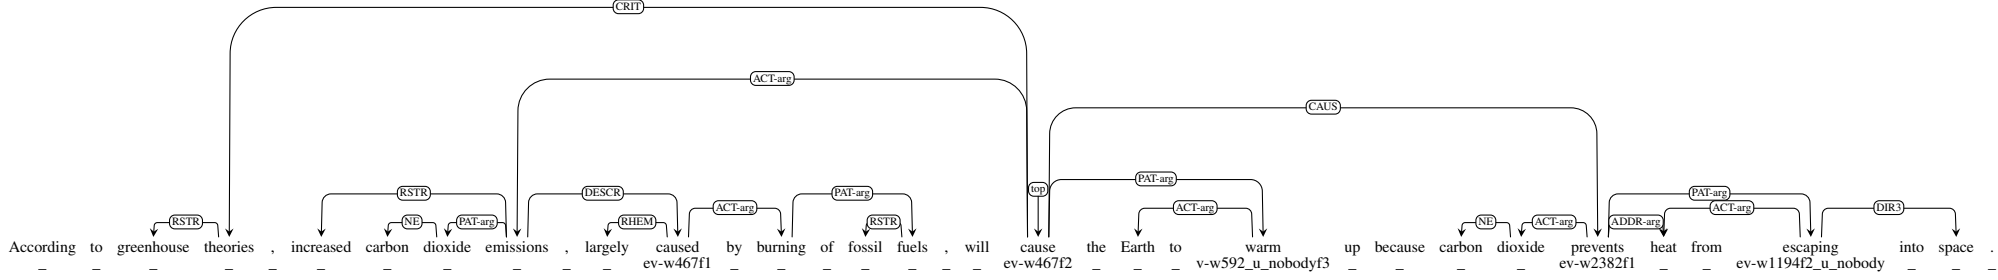 CRIT
ACT-arg
CAUS
PAT-arg
top
RSTR DESCR PAT-arg PAT-arg
ACT-arg ACT-arg ACT-arg DIR3
RSTR NE PAT-arg RHEM RSTR NE ACT-arg ADDR-arg
According to greenhouse theories , increased carbon dioxide emissions , largely caused by burning of fossil fuels , will cause the Earth to warm up because carbon dioxide prevents heat from escaping into space .
_ _ _ _ _ _ _ _ _ _ _ ev-w467f1 _ _ _ _ _ _ _ ev-w467f2 _ _ _ v-w592_u_nobodyf3 _ _ _ _ ev-w2382f1 _ _ ev-w1194f2_u_nobody _ _ _